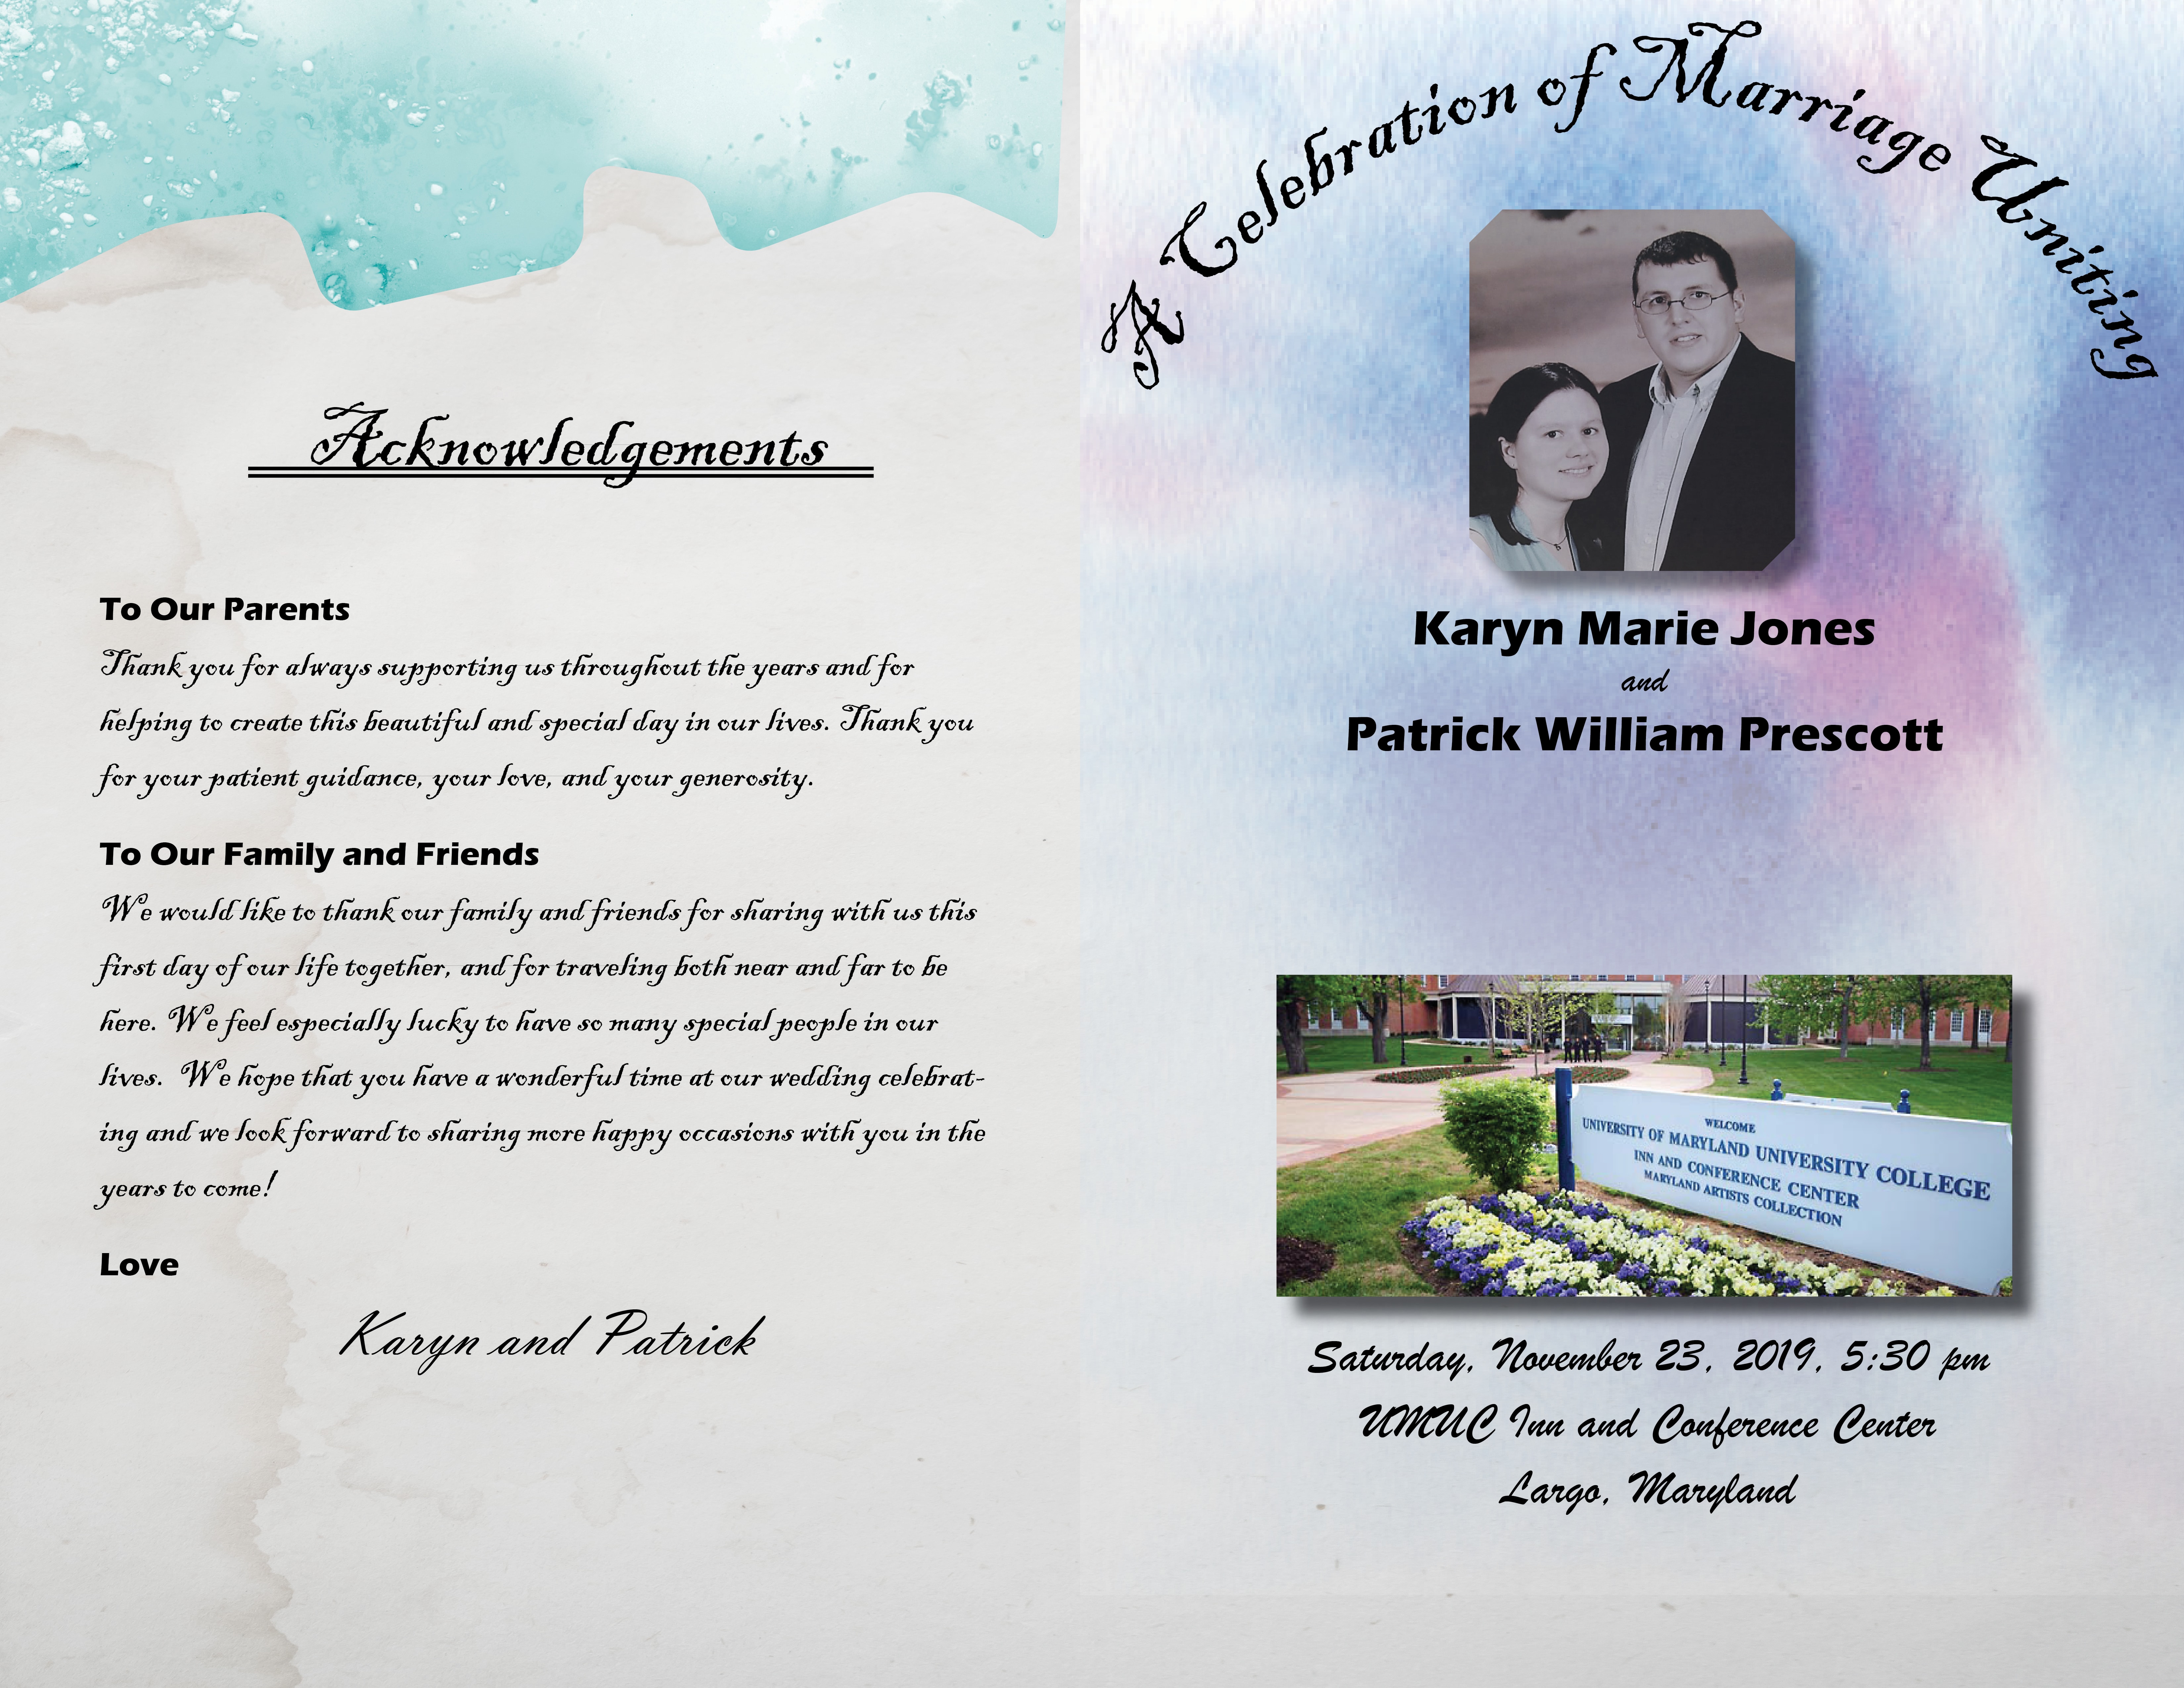 Acknowledgements
To Our Parents
Thank you for always supporting us throughout the years and for
helping to create this beautiful and special day in our lives. Thank you
for your patient guidance, your love, and your generosity.
To Our Family and Friends
We would like to thank our family and friends for sharing with us this
first day of our life together, and for traveling both near and far to be
here. We feel especially lucky to have so many special people in our
lives.  We hope that you have a wonderful time at our wedding celebrat-
ing and we look forward to sharing more happy occasions with you in the
years to come!
Love
Karyn and Patrick
A Celebration of Marriage Uniting
Karyn Marie Jones
and
Patrick William Prescott
WELCOME
UNIVERSITY OF MARYLAND UNIVERSITY COLLEGE
INN AND CONFERENCE CENTER
MARYLAND ARTISTS COLLECTION
Saturday, November 23, 2019, 5:30 pm
UMUC Inn and Conference Center
Largo, Maryland